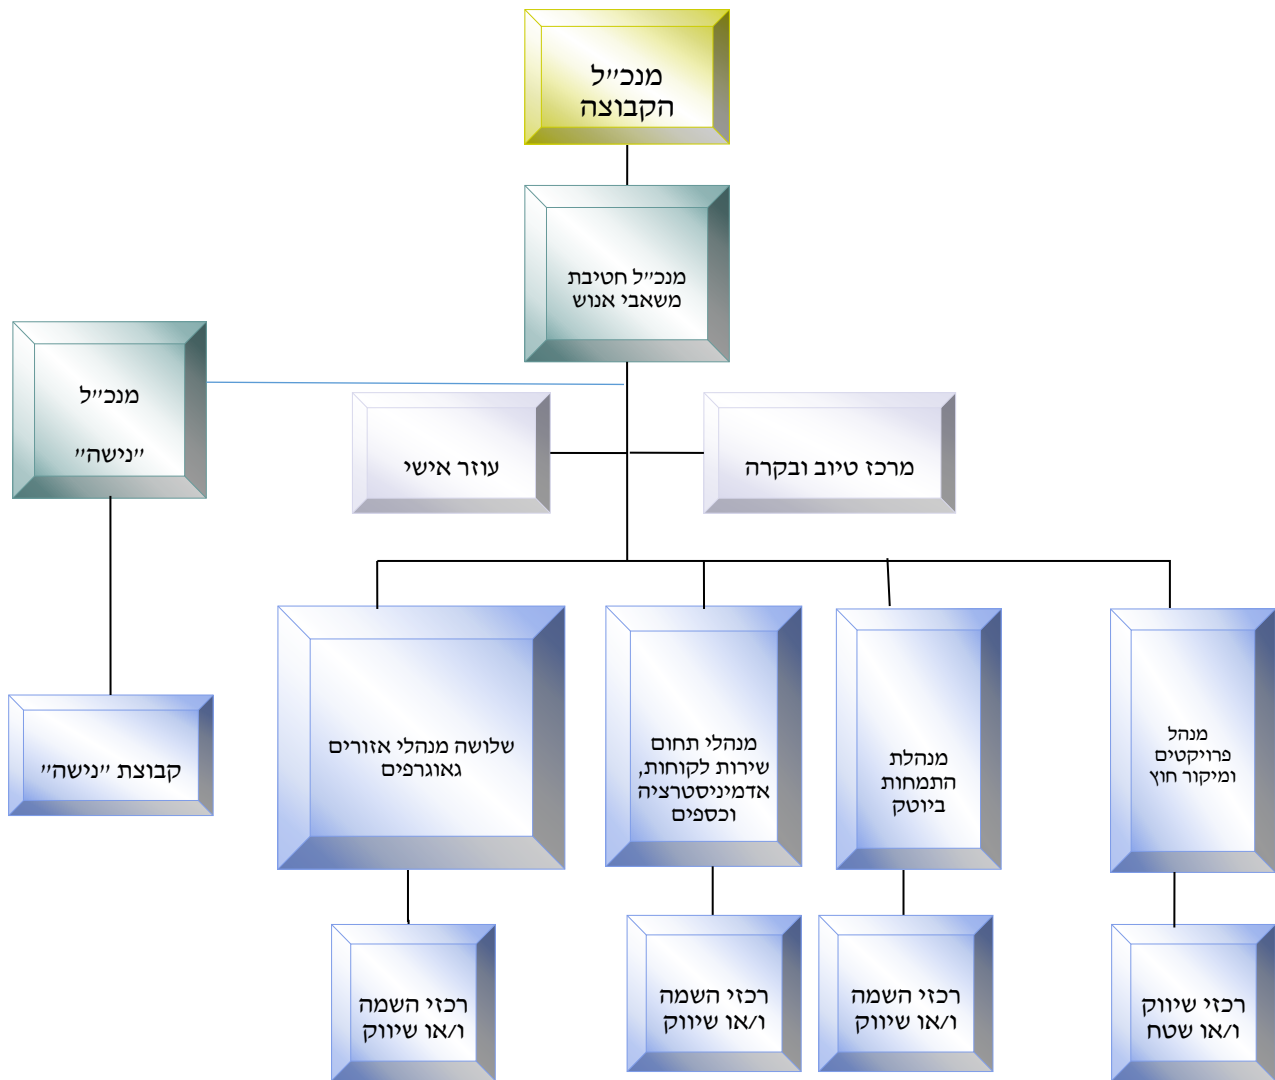 מנכ"ל
הקבוצה
מנכ"ל חטיבת
משאבי אנוש
מנכ"ל
"נישה"
מרכז טיוב ובקרה
עוזר אישי
מנהל
פרויקטים
ומיקור חוץ
מנהלת
התמחות
ביוטק
מנהלי תחום
שירות לקוחות,
אדמיניסטרציה
וכספים
שלושה מנהלי אזורים
גאוגרפים
קבוצת "נישה"
רכזי שיווק
ו/או שטח
רכזי השמה
ו/או שיווק
רכזי השמה
ו/או שיווק
רכזי השמה
ו/או שיווק